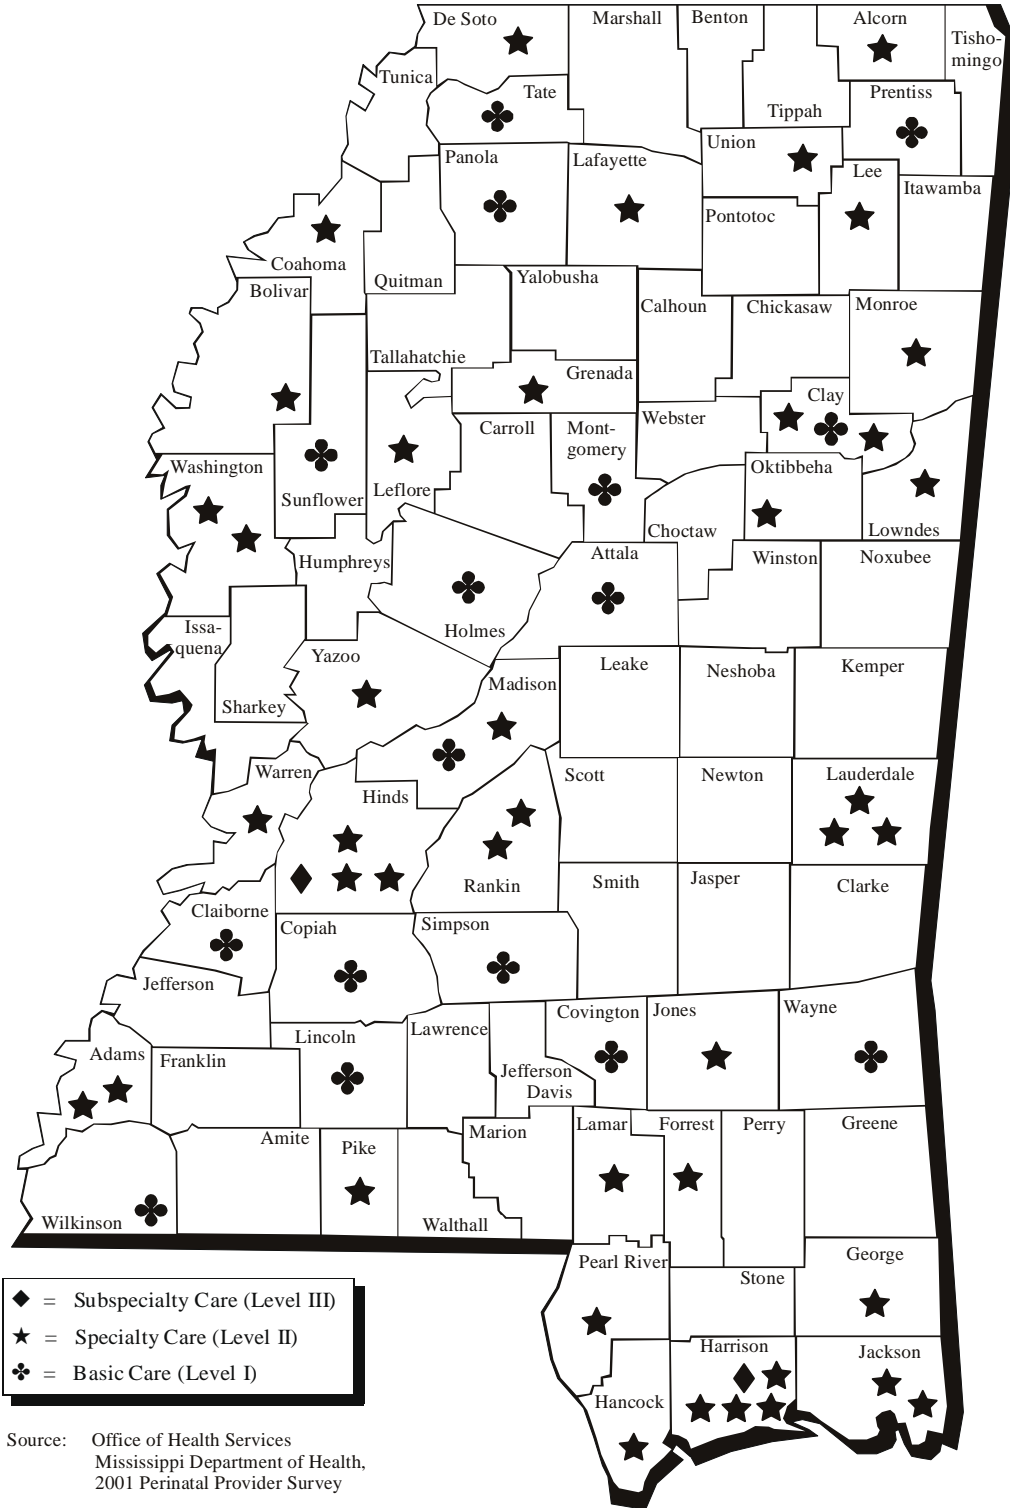 De Soto
Marshall
Benton
Alcorn
Tisho-
mingo
Tunica
Tate
Tippah
Prentiss
Union
Panola
Lafayette
Lee
Itawamba
Pontotoc
Coahoma
Quitman
Yalobusha
Bolivar
Calhoun
Chickasaw
Monroe
Tallahatchie
Grenada
Clay
Webster
Carroll
Mont-
gomery
Washington
Oktibbeha
Sunflower
Leflore
Choctaw
Lowndes
Humphreys
Attala
Winston
Noxubee
Holmes
Issa-
quena
Yazoo
Leake
Neshoba
Kemper
Madison
Sharkey
Warren
Scott
Newton
Lauderdale
Hinds
Rankin
Smith
Jasper
Clarke
Claiborne
Copiah
Simpson
Jefferson
Covington
Jones
Wayne
Lincoln
Lawrence
Adams
Franklin
Jefferson
Davis
Amite
Pike
Marion
Lamar
Forrest
Perry
Greene
Wilkinson
Walthall
Pearl River
George
Stone
Harrison
Jackson
Hancock
♦ = Subspecialty Care (Level III)
★ = Specialty Care (Level II)
✤ = Basic Care (Level I)
Source: Office of Health Services
Mississippi Department of Health,
2001 Perinatal Provider Survey